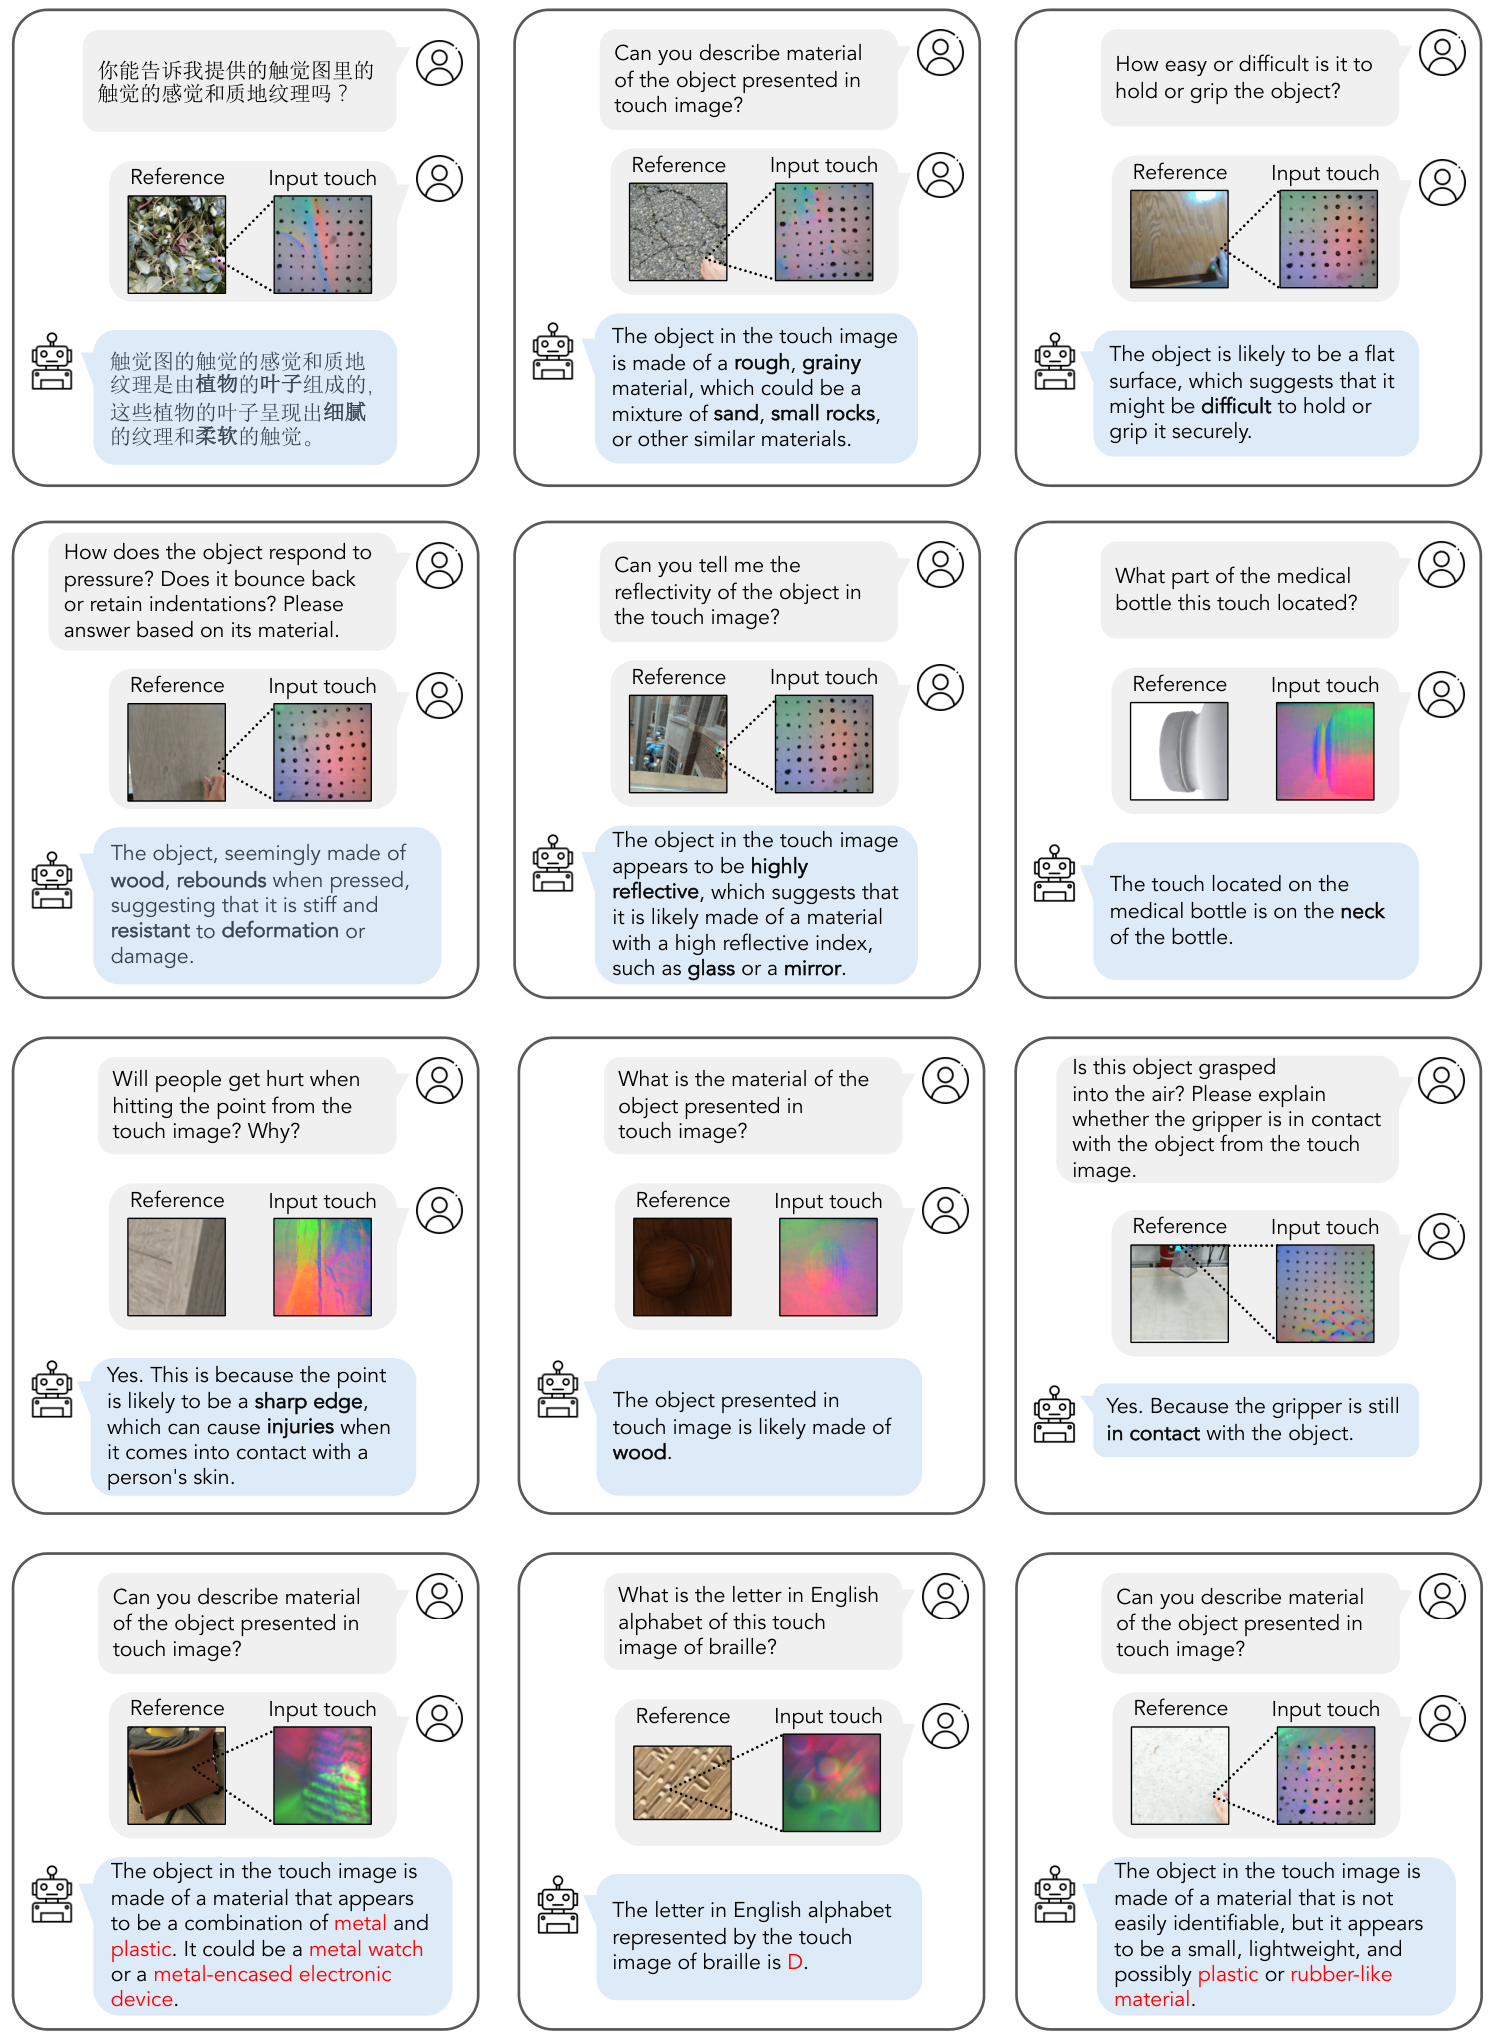 你能告诉我提供的触觉图里的
触觉的感觉和质地纹理吗？
Reference
Input touch
触觉图的触觉的感觉和质地
纹理是由植物的叶子组成的,
这些植物的叶子呈现出细腻
的纹理和柔软的触觉。
Can you describe material
of the object presented in
touch image?
Reference
Input touch
The object in the touch image
is made of a rough, grainy
material, which could be a
mixture of sand, small rocks,
or other similar materials.
How easy or difficult is it to
hold or grip the object?
Reference
Input touch
The object is likely to be a flat
surface, which suggests that it
might be difficult to hold or
grip it securely.
How does the object respond to
pressure? Does it bounce back
or retain indentations? Please
answer based on its material.
Reference
Input touch
The object, seemingly made of
wood, rebounds when pressed,
suggesting that it is stiff and
resistant to deformation or
damage.
Can you tell me the
reflectivity of the object in
the touch image?
Reference
Input touch
The object in the touch image
appears to be highly
reflective, which suggests that
it is likely made of a material
with a high reflective index,
such as glass or a mirror.
What part of the medical
bottle this touch located?
Reference
Input touch
The touch located on the
medical bottle is on the neck
of the bottle.
Will people get hurt when
hitting the point from the
touch image? Why?
Reference
Input touch
Yes. This is because the point
is likely to be a sharp edge,
which can cause injuries when
it comes into contact with a
person's skin.
What is the material of the
object presented in
touch image?
Reference
Input touch
The object presented in
touch image is likely made of
wood.
Is this object grasped
into the air? Please explain
whether the gripper is in contact
with the object from the touch
image.
Reference
Input touch
Yes. Because the gripper is still
in contact with the object.
Can you describe material
of the object presented in
touch image?
Reference
Input touch
The object in the touch image is
made of a material that appears
to be a combination of metal and
plastic. It could be a metal watch
or a metal-encased electronic
device.
What is the letter in English
alphabet of this touch
image of braille?
Reference
Input touch
The letter in English alphabet
represented by the touch
image of braille is D.
Can you describe material
of the object presented in
touch image?
Reference
Input touch
The object in the touch image is
made of a material that is not
easily identifiable, but it appears
to be a small, lightweight, and
possibly plastic or rubber-like
material.